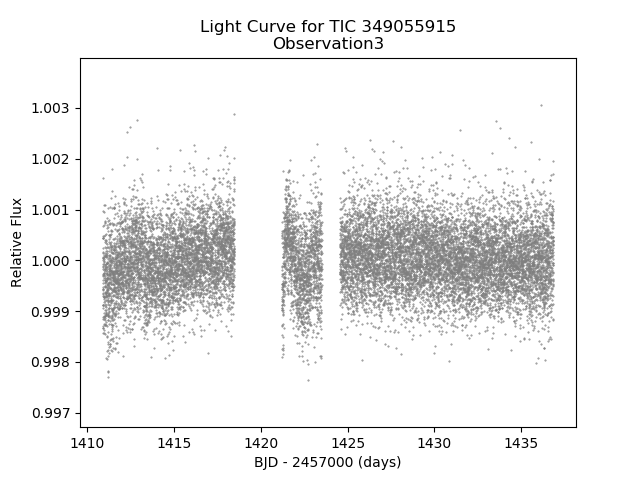 Light Curve for TIC 349055915
Observation3
Relative Flux
1.003
1.002
1.001
1.000
0.999
0.998
0.997
1410 1415 1420 1425 1430 1435
BJD - 2457000 (days)